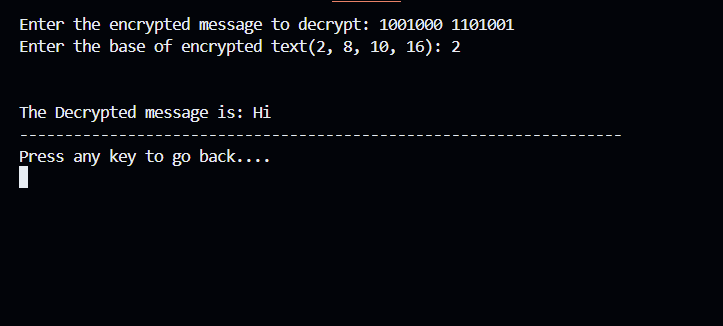 Enter the encrypted message to decrypt: 1001000 1101001
Enter the base of encrypted text(2, 8, 10, 16): 2
The Decrypted message is: Hi
-------------------------------------------------------------------
Press any key to go back....